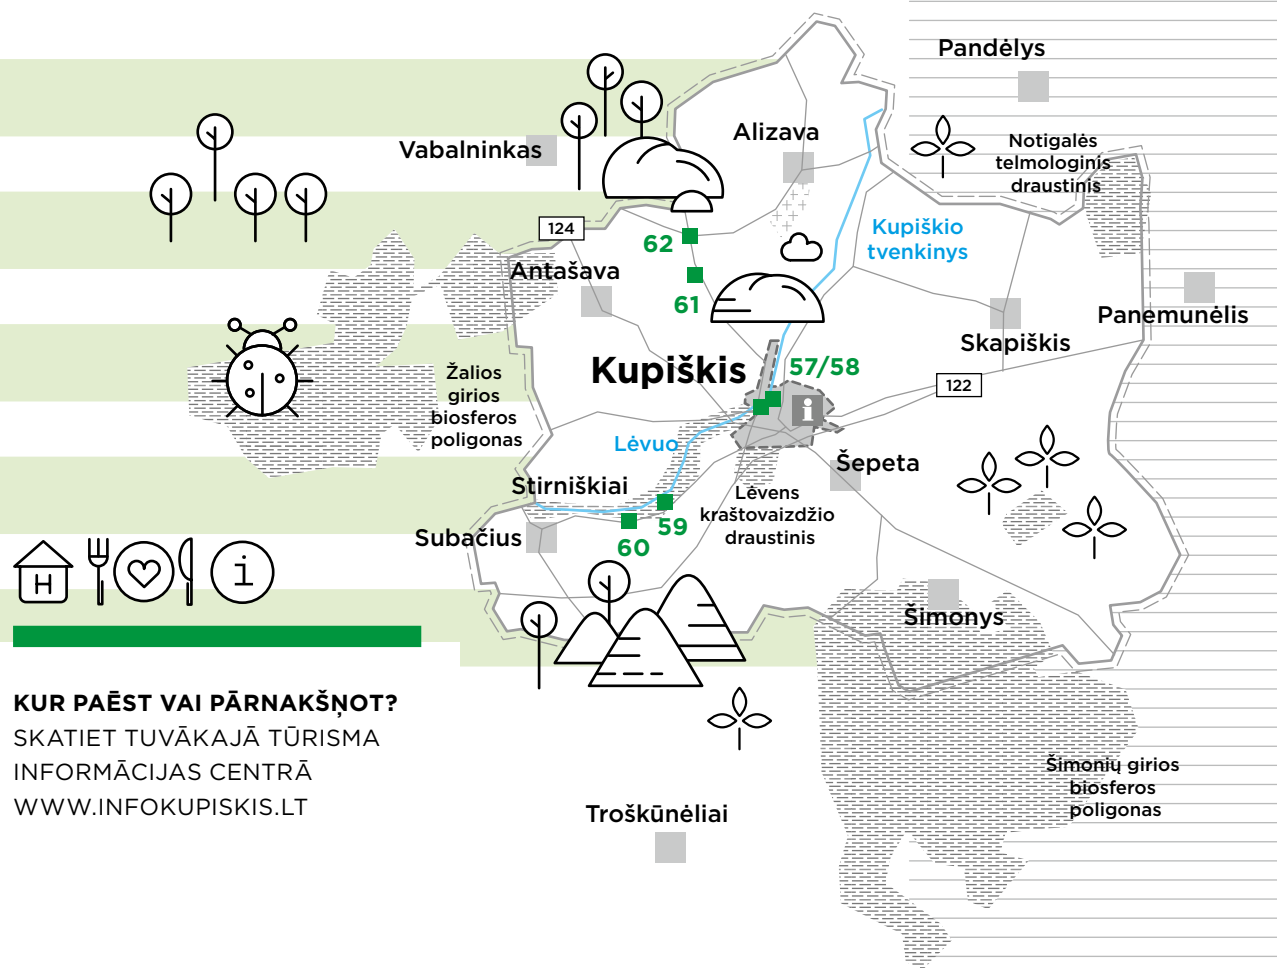 Pandėlys
Alizava
Vabalninkas
Notigalės
telmologinis
draustinis
124
62
Kupiškio
tvenkinys
Antašava
61
Panemunėlis
Skapiškis
Kupiškis
57/58
i
122
Žalios
girios
biosferos
poligonas
Lėvuo
Šepeta
Stirniškiai
Lėvens
kraštovaizdžio
draustinis
59
Subačius
60
H
i
Šimonys
KUR PAĒST VAI PĀRNAKŠŅOT?
SKATIET TUVĀKAJĀ TŪRISMA
INFORMĀCIJAS CENTRĀ
WWW.INFOKUPISKIS.LT
Šimonių girios
biosferos
poligonas
Troškūnėliai